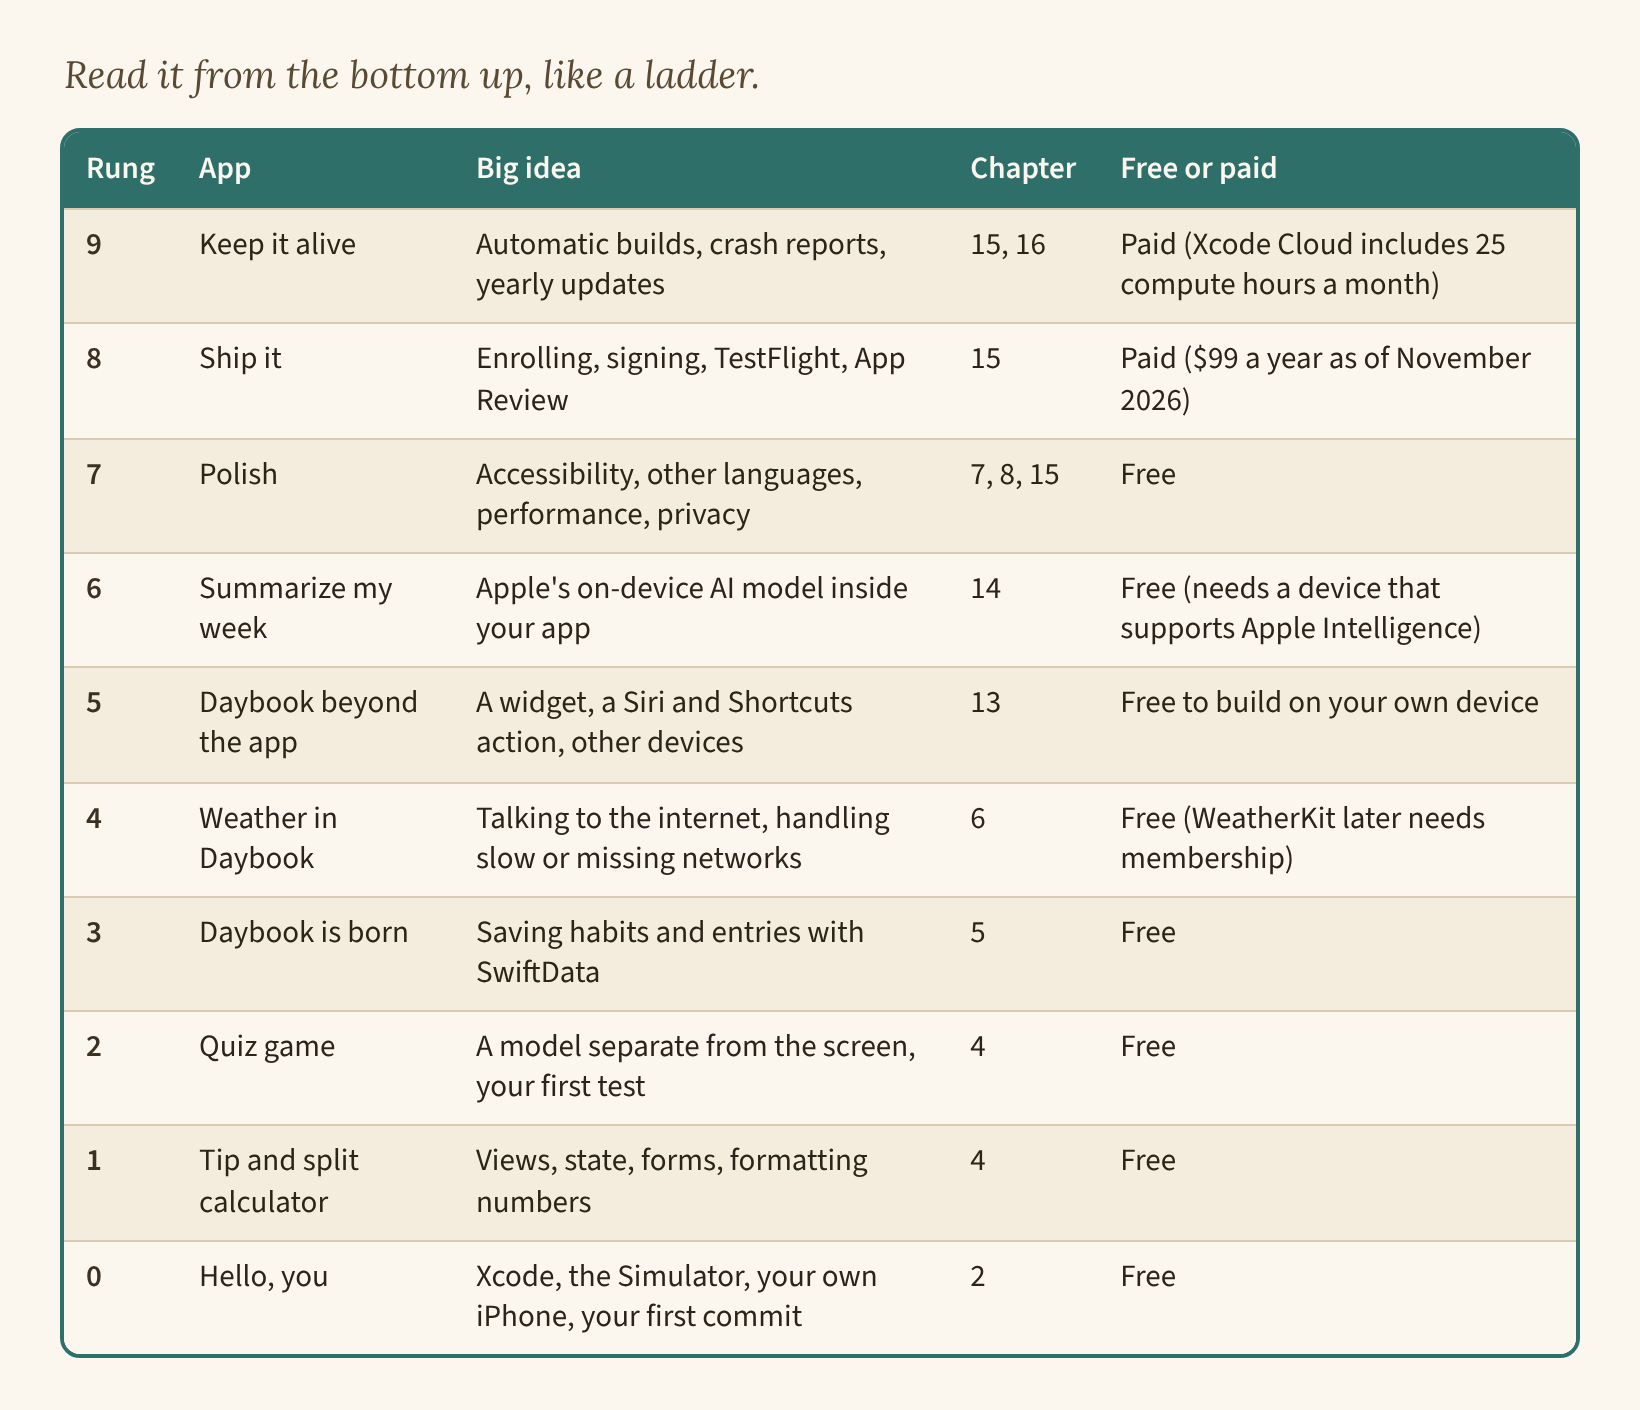 Read it from the bottom up, like a ladder.
Rung App Big idea Chapter Free or paid
9 Keep it alive Automatic builds, crash reports, 15, 16 Paid (Xcode Cloud includes 25
yearly updates compute hours a month)
8 Ship it Enrolling, signing, TestFlight, App 15 Paid ($99 a year as of November
Review 2026)
7 Polish Accessibility, other languages, 7, 8, 15 Free
performance, privacy
6 Summarize my Apple's on-device AI model inside 14 Free (needs a device that
week your app supports Apple Intelligence)
5 Daybook beyond A widget, a Siri and Shortcuts 13 Free to build on your own device
the app action, other devices
4 Weather in Talking to the internet, handling 6 Free (WeatherKit later needs
Daybook slow or missing networks membership)
3 Daybook is born Saving habits and entries with 5 Free
SwiftData
2 Quiz game A model separate from the screen, 4 Free
your first test
1 Tip and split Views, state, forms, formatting 4 Free
calculator numbers
0 Hello, you Xcode, the Simulator, your own 2 Free
iPhone, your first commit